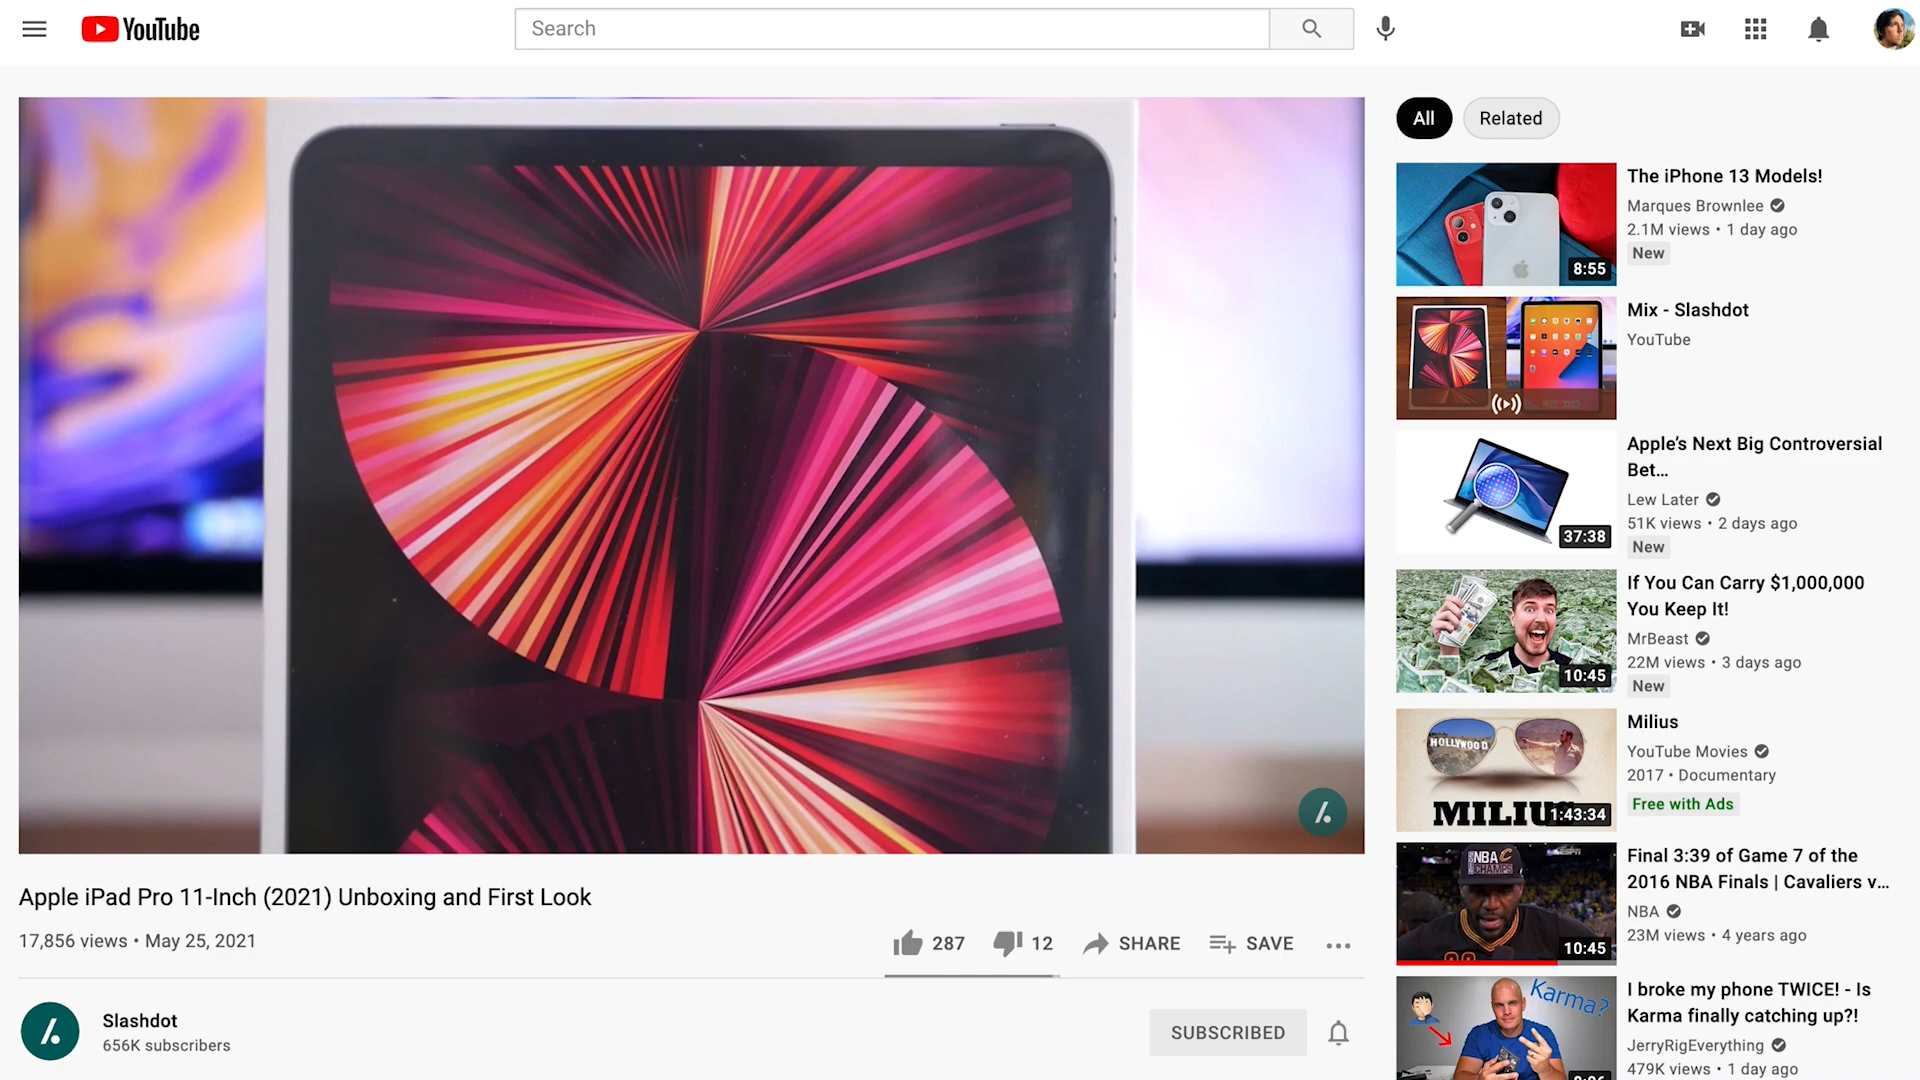 YouTube
Search
All
Related
Apple iPad Pro 11-Inch (2021) Unboxing and First Look
17,856 views • May 25, 2021
287
12
SHARE
SAVE
Slashdot
656K subscribers
SUBSCRIBED
8:55
The iPhone 13 Models!
Marques Brownlee
2.1M views • 1 day ago
New
Mix - Slashdot
YouTube
37:38
Apple’s Next Big Controversial
Bet...
Lew Later
51K views • 2 days ago
New
10:45
If You Can Carry $1,000,000
You Keep It!
MrBeast
22M views • 3 days ago
New
HOLLYWOOD
MILIUS
1:43:34
Milius
YouTube Movies
2017 • Documentary
Free with Ads
ESPN
NBA
CHAMPS
10:45
Final 3:39 of Game 7 of the
2016 NBA Finals | Cavaliers v...
NBA
23M views • 4 years ago
Karma?
I broke my phone TWICE! - Is
Karma finally catching up?!
JerryRigEverything
479K views • 1 day ago